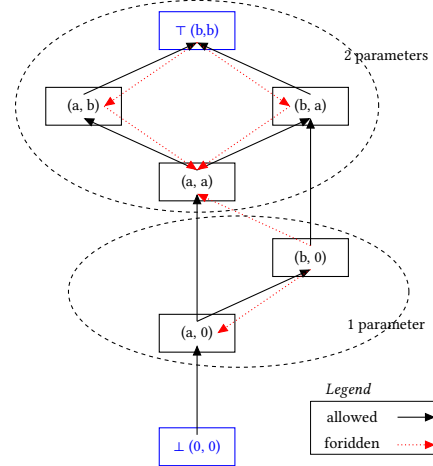 ⊤ (b,b)
2 parameters
(a, b)
(b, a)
(a, a)
(b, 0)
(a, 0)
1 parameter
Legend
allowed
foridden
⊥ (0, 0)